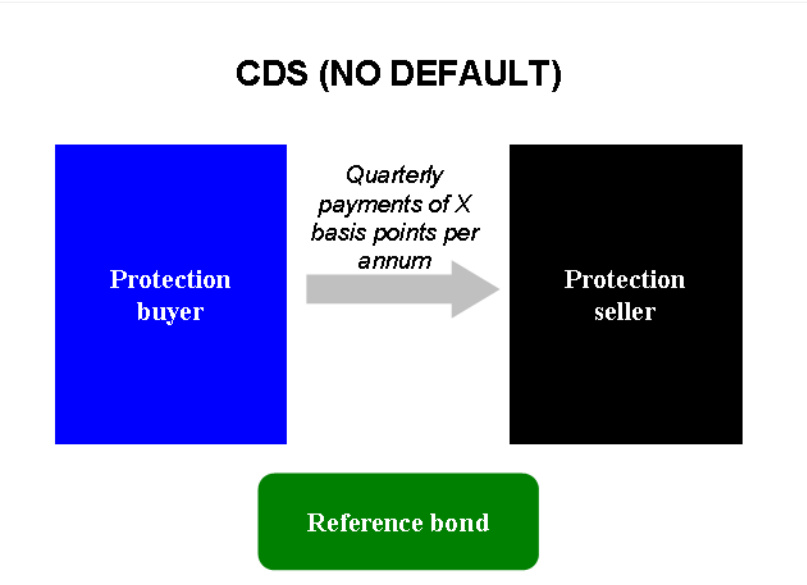 CDS (NO DEFAULT)
Quarterly
payments of X
basis points per
annum
Protection
buyer
Protection
seller
Reference bond